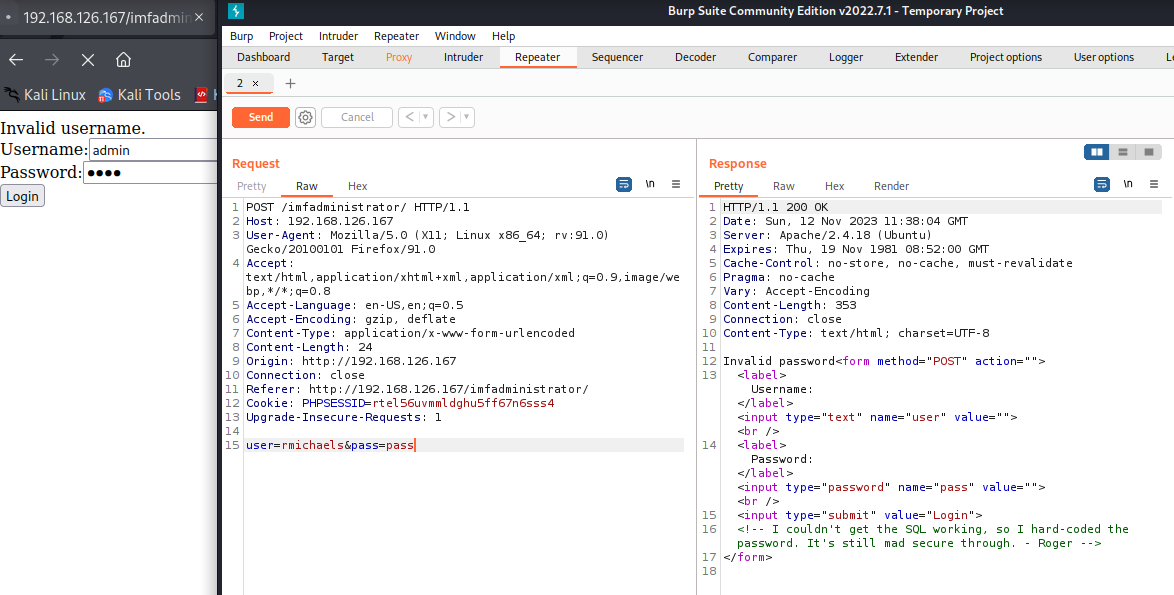 192.168.126.167/imfadmin
Burp Suite Community Edition v2022.7.1 - Temporary Project
Burp Project Intruder Repeater Window Help
Dashboard Target Proxy Intruder Repeater Sequencer Decoder Comparer Logger Extender Project options User options
2 × +
Kali Linux Kali Tools
Send Cancel < >
Invalid username.
Username: admin
Password: ••••
Login
Request
Pretty Raw Hex \n
1 POST /imfadministrator/ HTTP/1.1
2 Host: 192.168.126.167
3 User-Agent: Mozilla/5.0 (X11; Linux x86_64; rv:91.0)
Gecko/20100101 Firefox/91.0
4 Accept:
text/html,application/xhtml+xml,application/xml;q=0.9,image/we
bp,*/*;q=0.8
5 Accept-Language: en-US,en;q=0.5
6 Accept-Encoding: gzip, deflate
7 Content-Type: application/x-www-form-urlencoded
8 Content-Length: 24
9 Origin: http://192.168.126.167
10 Connection: close
11 Referer: http://192.168.126.167/imfadministrator/
12 Cookie: PHPSESSID=rtel56uvmmldghu5ff67n6sss4
13 Upgrade-Insecure-Requests: 1
14
15 user=rmichaels&pass=pass
Response
Pretty Raw Hex Render \n
1 HTTP/1.1 200 OK
2 Date: Sun, 12 Nov 2023 11:38:04 GMT
3 Server: Apache/2.4.18 (Ubuntu)
4 Expires: Thu, 19 Nov 1981 08:52:00 GMT
5 Cache-Control: no-store, no-cache, must-revalidate
6 Pragma: no-cache
7 Vary: Accept-Encoding
8 Content-Length: 353
9 Connection: close
10 Content-Type: text/html; charset=UTF-8
11
12 Invalid password<form method="POST" action="">
13 <label>
Username:
</label>
<input type="text" name="user" value="">
<br />
14 <label>
Password:
</label>
<input type="password" name="pass" value="">
<br />
15 <input type="submit" value="Login">
16 <!-- I couldn't get the SQL working, so I hard-coded the
password. It's still mad secure through. - Roger -->
17 </form>
18